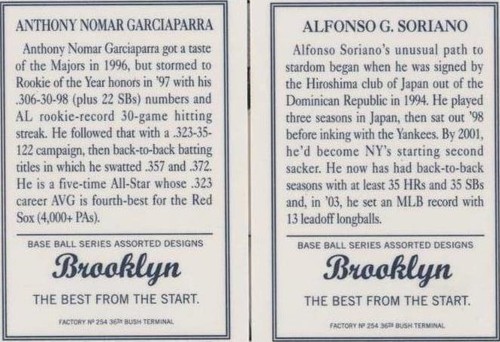 ANTHONY NOMAR GARCIAPARRA
Anthony Nomar Garciaparra got a taste
of the Majors in 1996, but stormed to
Rookie of the Year honors in '97 with his
.306-30-98 (plus 22 SBs) numbers and
AL rookie-record 30-game hitting
streak. He followed that with a .323-35-
122 campaign, then back-to-back batting
titles in which he swatted .357 and .372.
He is a five-time All-Star whose .323
career AVG is fourth-best for the Red
Sox (4,000+ PAs).
BASE BALL SERIES ASSORTED DESIGNS
Brooklyn
THE BEST FROM THE START.
FACTORY Nº 254 36TH BUSH TERMINAL
ALFONSO G. SORIANO
Alfonso Soriano's unusual path to
stardom began when he was signed by
the Hiroshima club of Japan out of the
Dominican Republic in 1994. He played
three seasons in Japan, then sat out '98
before inking with the Yankees. By 2001,
he'd become NY's starting second
sacker. He now has had back-to-back
seasons with at least 35 HRs and 35 SBs
and, in '03, he set an MLB record with
13 leadoff longballs.
BASE BALL SERIES ASSORTED DESIGNS
Brooklyn
THE BEST FROM THE START.
FACTORY Nº 254 36TH BUSH TERMINAL